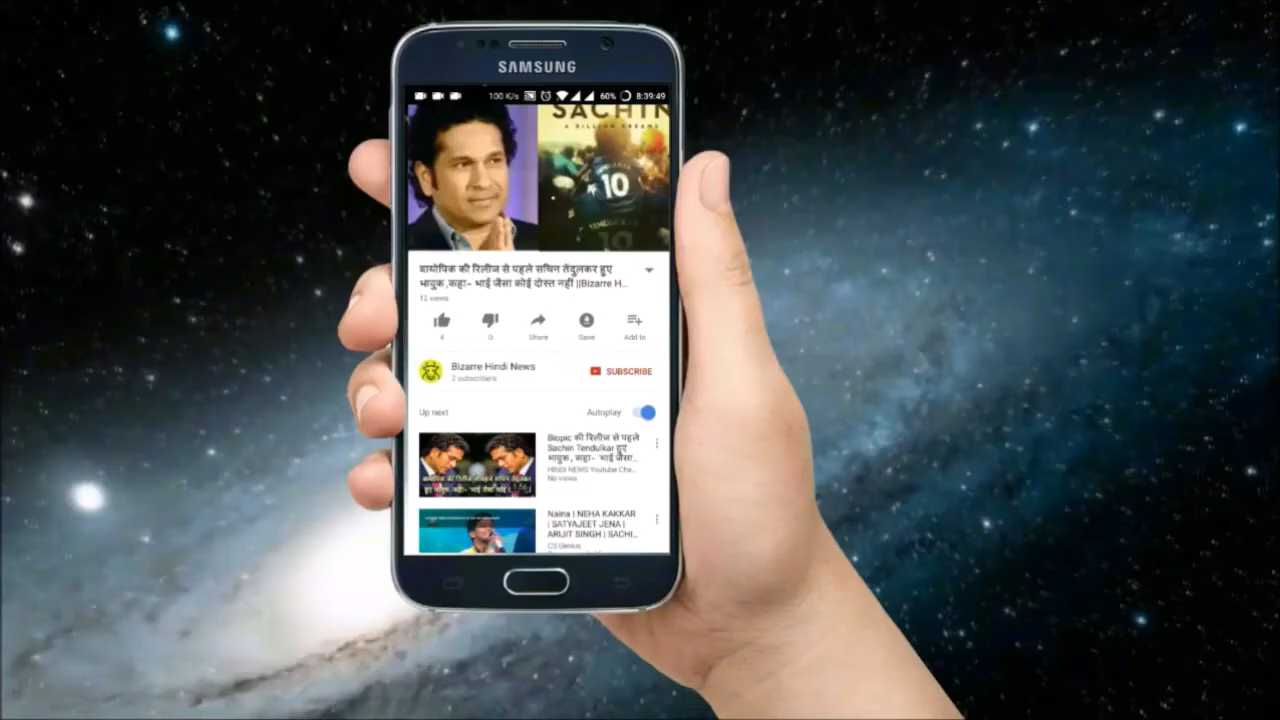 SAMSUNG
100 K/s 60% 8:39:49
SACHIN
A BILLION DREAMS
10
TENDULKAR
10
बायोपिक की रिलीज से पहले सचिन तेंदुलकर हुए
भावुक ,कहा- भाई जैसा कोई दोस्त नहीं ||Bizarre H...
12 views
4 0 Share Save Add to
Bizarre Hindi News
2 subscribers
SUBSCRIBE
Up next Autoplay
Biopic की रिलीज से पहले
Sachin Tendulkar हुए
भावुक , कहा- 'भाई जैसा...
HINDI NEWS Youtube Cha...
No views
Naina | NEHA KAKKAR
| SATYAJEET JENA |
ARIJIT SINGH | SACHI...
CS Genius